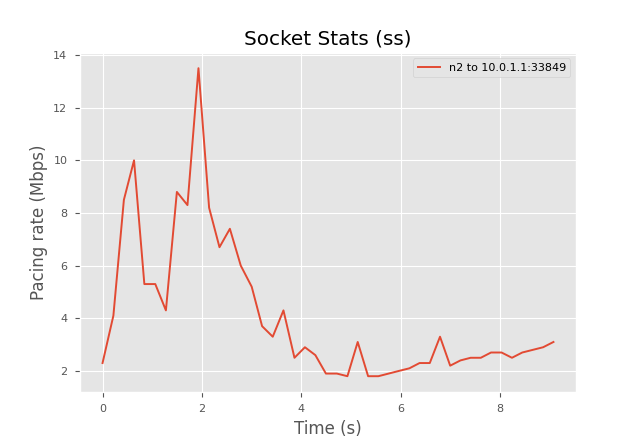 Socket Stats (ss)
n2 to 10.0.1.1:33849
Pacing rate (Mbps)
14
12
10
8
6
4
2
0 2 4 6 8
Time (s)